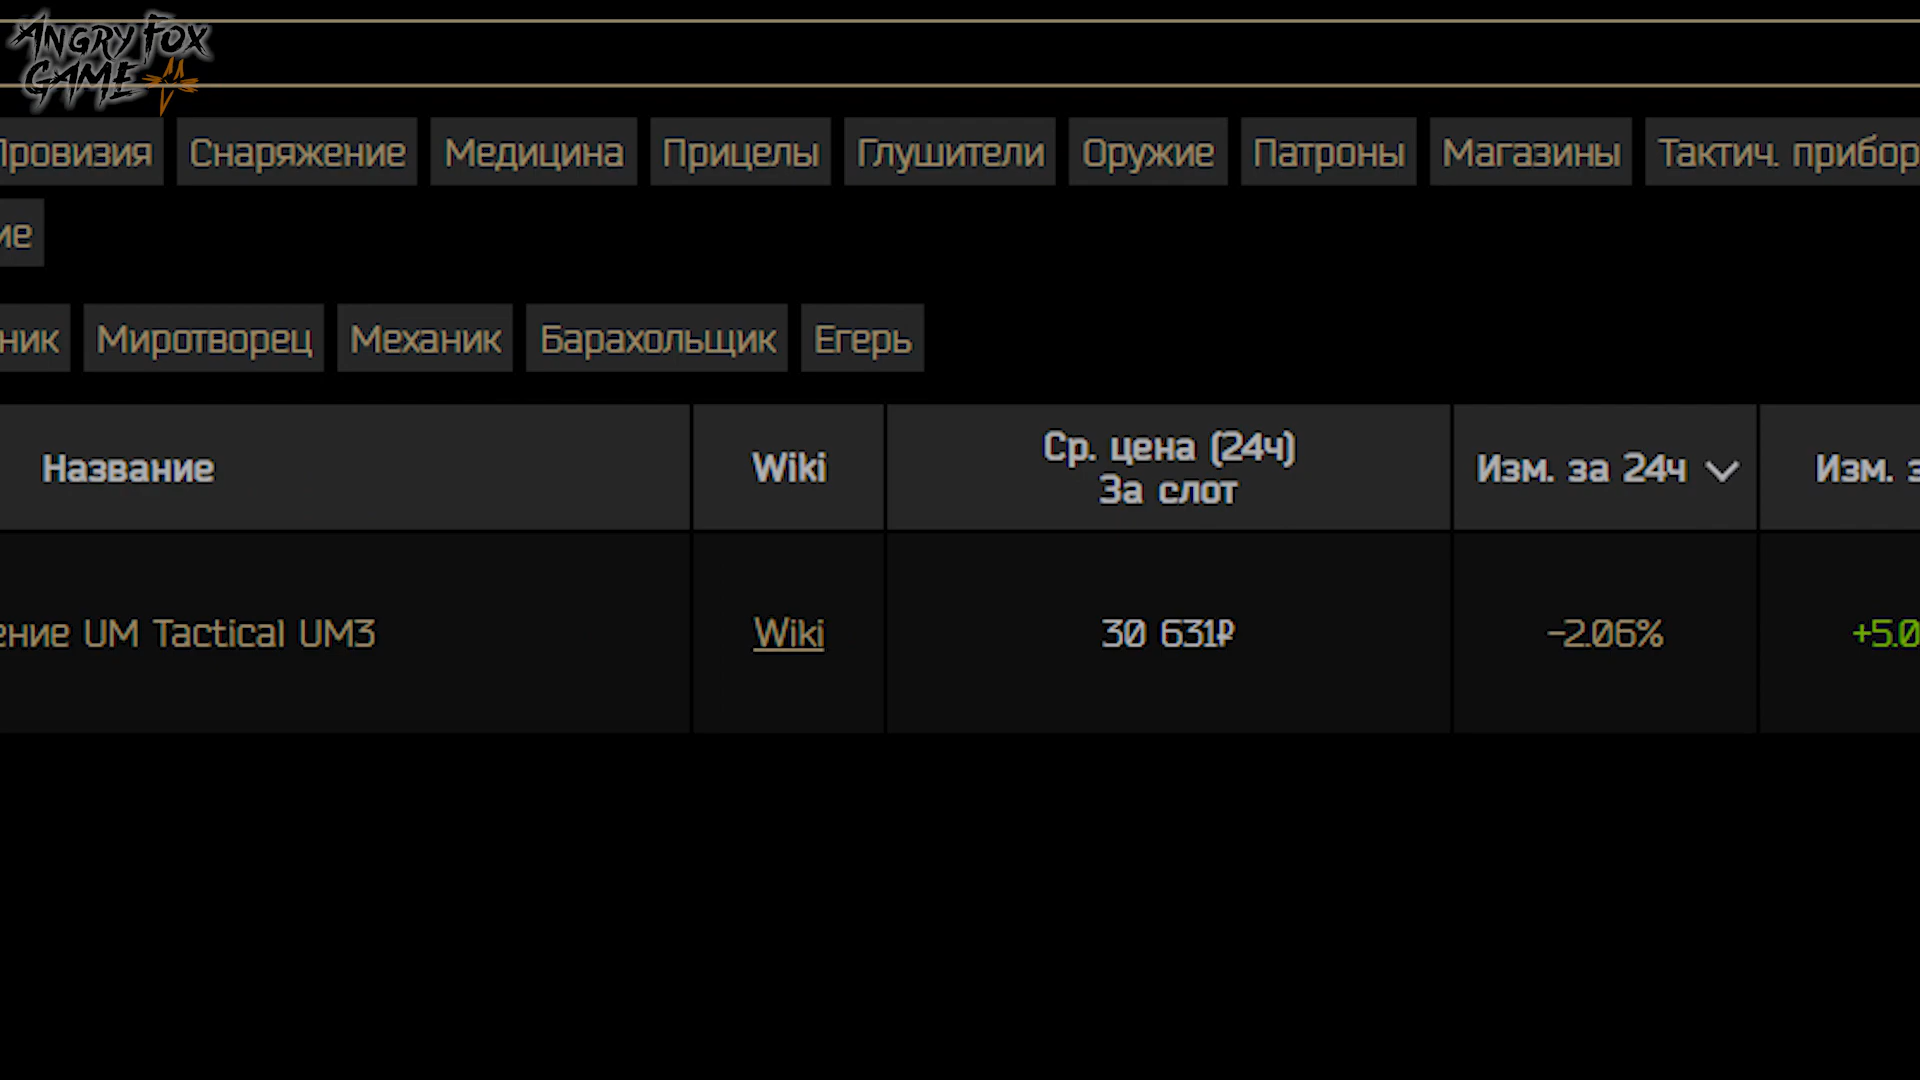 ANGRY FOX
GAME
Провизия Снаряжение Медицина Прицелы Глушители Оружие Патроны Магазины Тактич. прибор
ие
ник Миротворец Механик Барахольщик Егерь
Название Wiki Ср. цена (24ч) За слот Изм. за 24ч Изм. з
ение UM Tactical UM3 Wiki 30 631₽ -2.06% +5.0